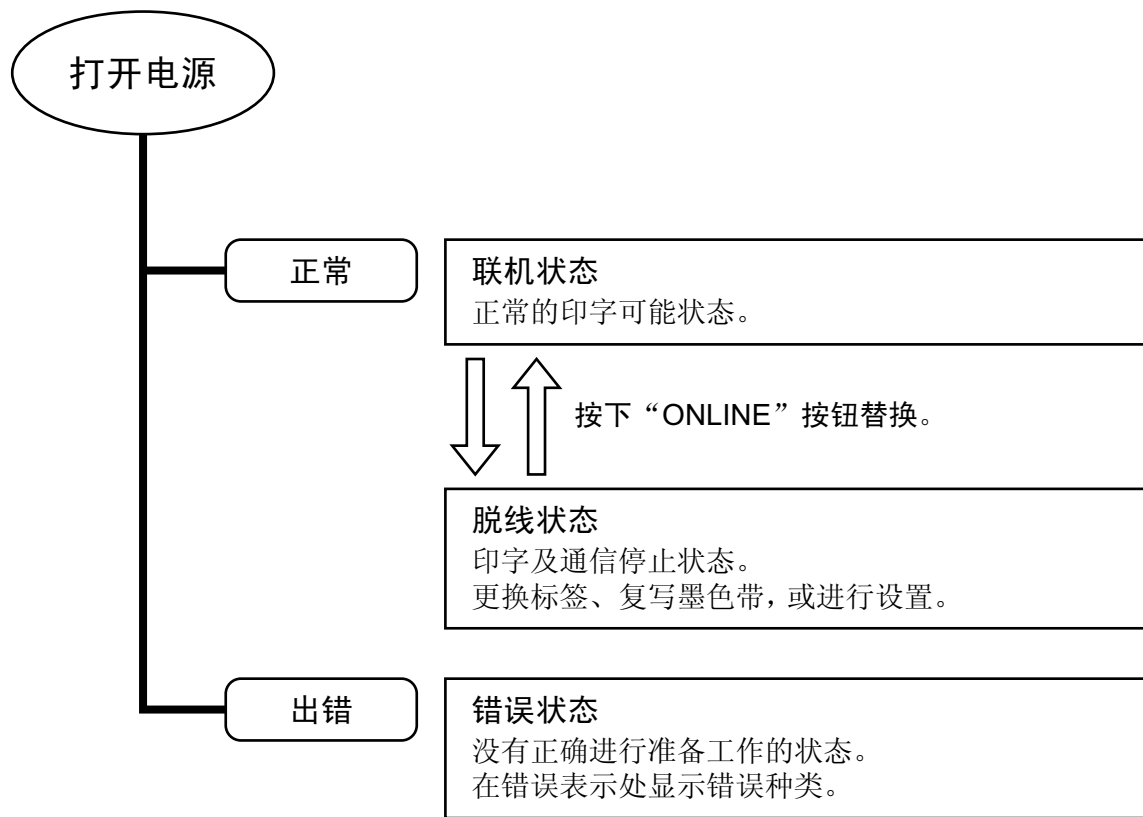 打开电源
正常
联机状态
正常的印字可能状态。
按下“ONLINE”按钮替换。
脱线状态
印字及通信停止状态。
更换标签、复写墨色带，或进行设置。
出错
错误状态
没有正确进行准备工作的状态。
在错误表示处显示错误种类。